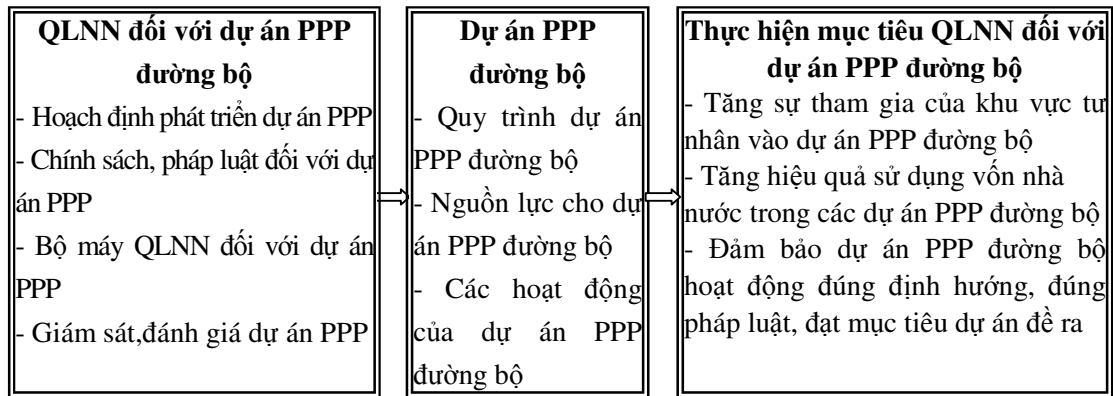 QLNN đối với dự án PPP
đường bộ
- Hoạch định phát triển dự án PPP
- Chính sách, pháp luật đối với dự
án PPP
- Bộ máy QLNN đối với dự án
PPP
- Giám sát,đánh giá dự án PPP
Dự án PPP
đường bộ
- Quy trình dự án
PPP đường bộ
- Nguồn lực cho dự
án PPP đường bộ
- Các hoạt động
của dự án PPP
đường bộ
Thực hiện mục tiêu QLNN đối với
dự án PPP đường bộ
- Tăng sự tham gia của khu vực tư
nhân vào dự án PPP đường bộ
- Tăng hiệu quả sử dụng vốn nhà
nước trong các dự án PPP đường bộ
- Đảm bảo dự án PPP đường bộ
hoạt động đúng định hướng, đúng
pháp luật, đạt mục tiêu dự án đề ra